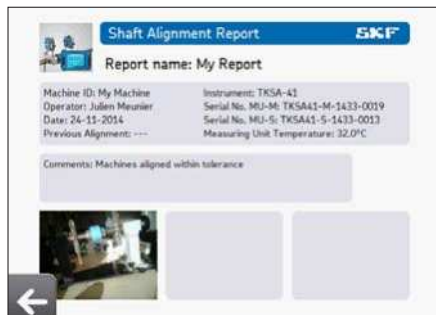 Shaft Alignment Report SKF
Report name: My Report
Machine ID: My Machine Instrument: TKSA-41
Operator: Julien Meunier Serial No. MU-M: TKSA41-M-1433-0019
Date: 24-11-2014 Serial No. MU-S: TKSA41-S-1433-0013
Previous Alignment: --- Measuring Unit Temperature: 32.0°C
Comments: Machines aligned within tolerance